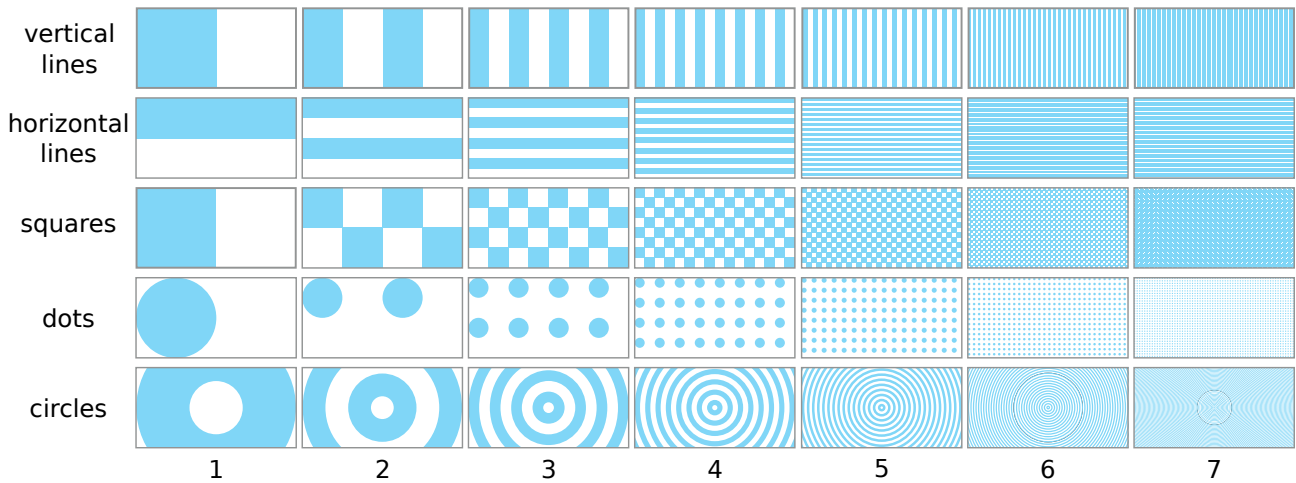 vertical
lines
horizontal
lines
squares
dots
circles
1 2 3 4 5 6 7